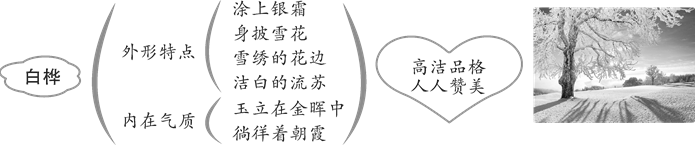 白桦
外形特点
涂上银霜
身披雪花
雪绣的花边
洁白的流苏
内在气质
玉立在金晖中
徜徉着朝霞
高洁品格
人人赞美